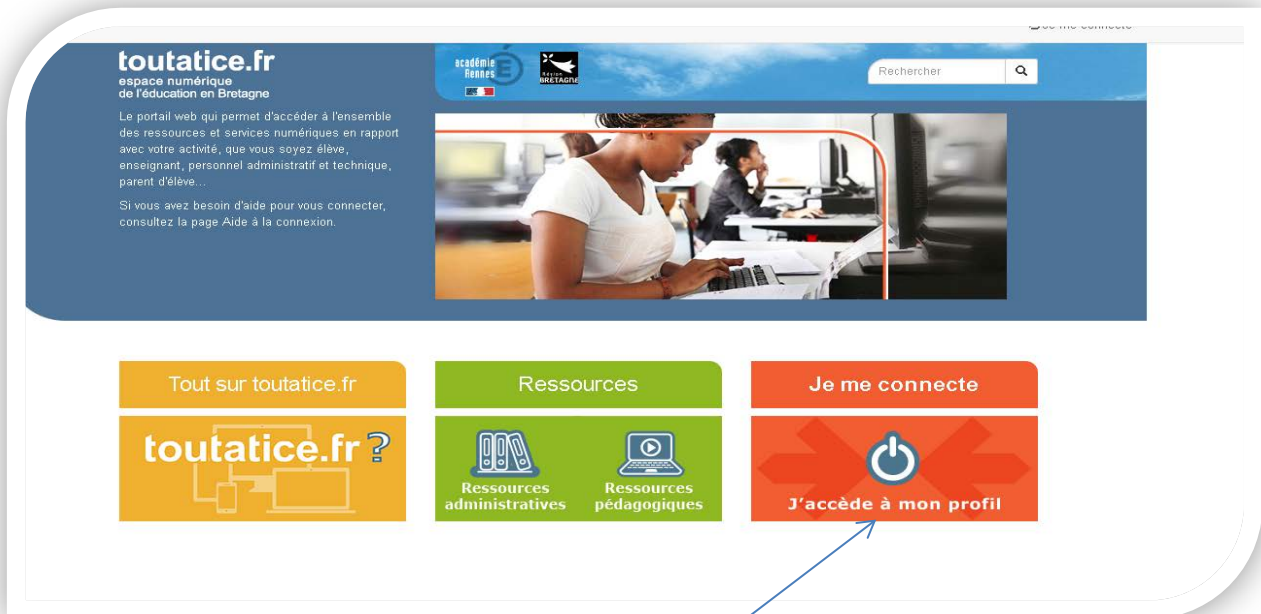 Je me connecte
toutatice.fr
espace numérique
de l'éducation en Bretagne
Le portail web qui permet d'accéder à l'ensemble
des ressources et services numériques en rapport
avec votre activité, que vous soyez élève,
enseignant, personnel administratif et technique,
parent d'élève...
Si vous avez besoin d'aide pour vous connecter,
consultez la page Aide à la connexion.
académie
Rennes
é
Région
BRETAGNE
Rechercher
Tout sur toutatice.fr
toutatice.fr ?
Ressources
Ressources
administratives
Ressources
pédagogiques
Je me connecte
J'accède à mon profil